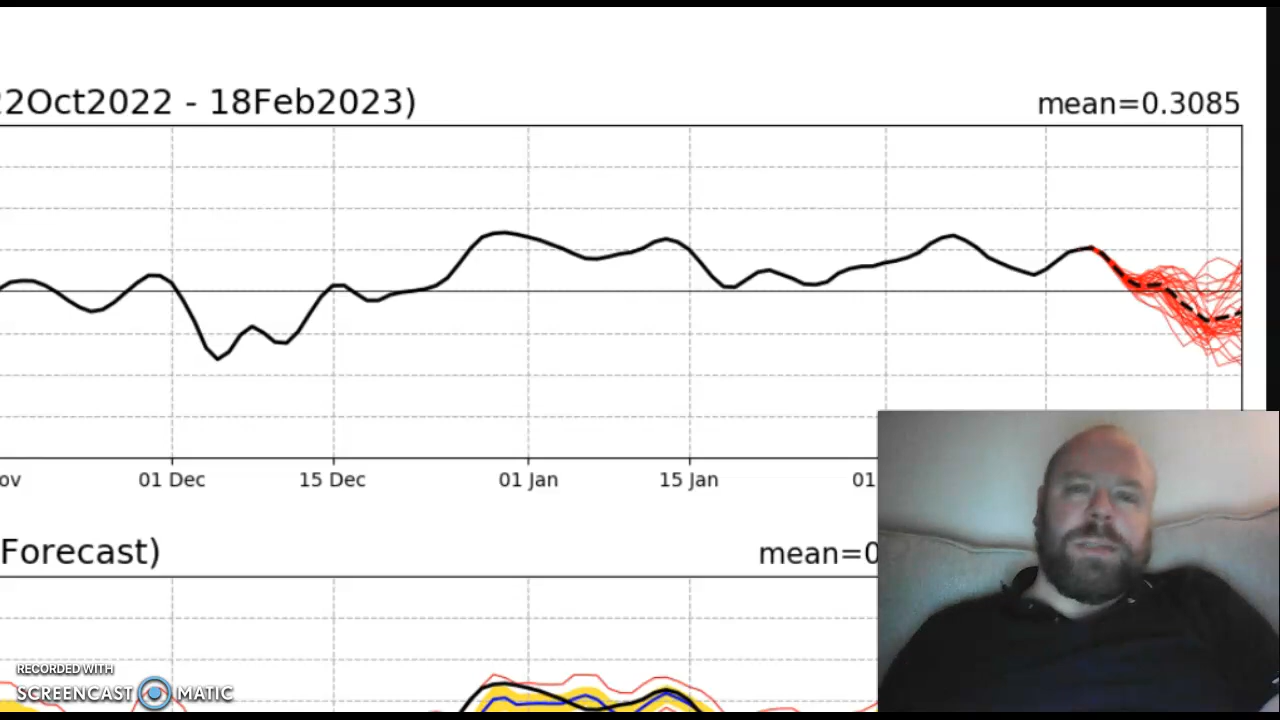 22Oct2022 - 18Feb2023)
mean=0.3085
ov
01 Dec
15 Dec
01 Jan
15 Jan
01
Forecast)
mean=0
RECORDED WITH
SCREENCAST MATIC